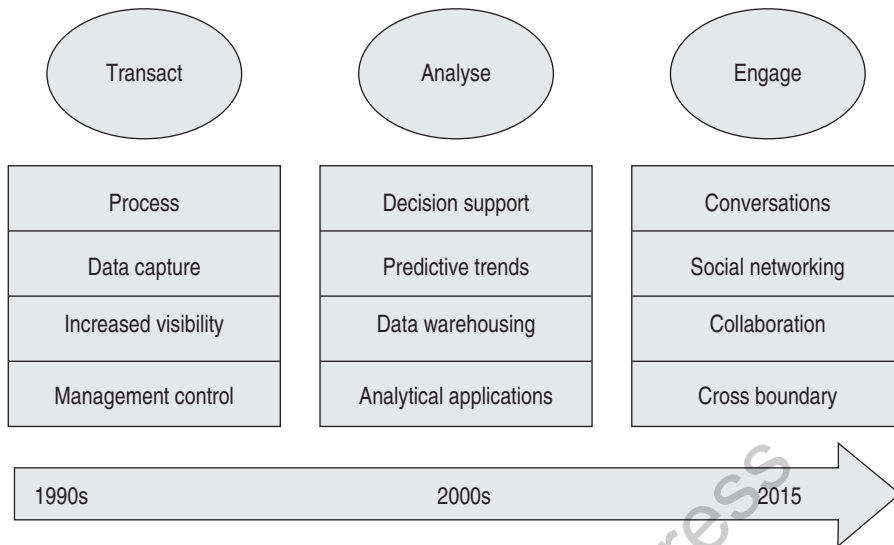 Transact
Analyse
Engage
Process
Decision support
Conversations
Data capture
Predictive trends
Social networking
Increased visibility
Data warehousing
Collaboration
Management control
Analytical applications
Cross boundary
1990s
2000s
2015
ress